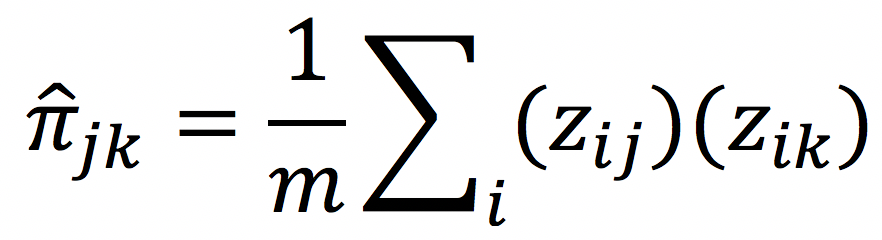 π̂_jk = 1/m ∑_i (z_ij)(z_ik)